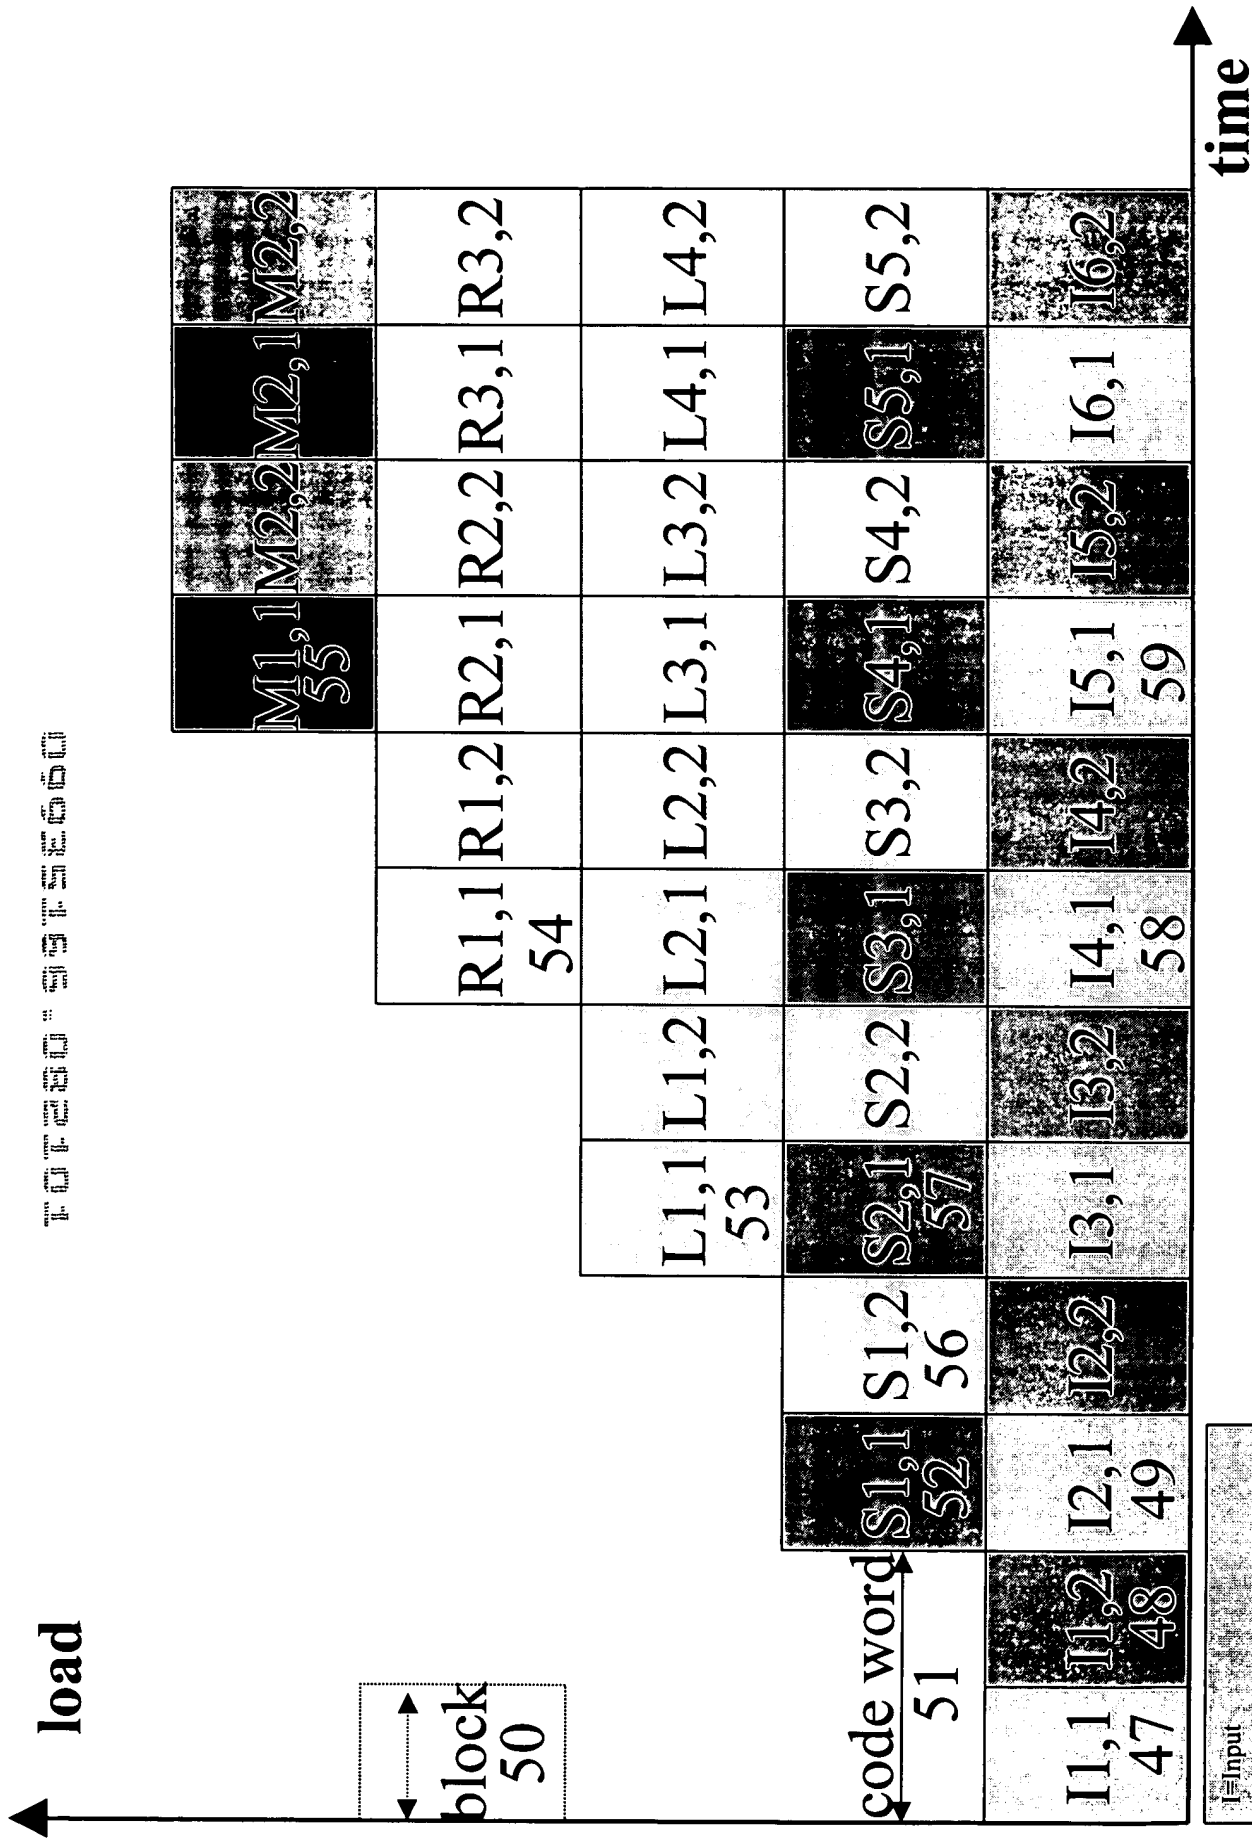 load
M1,1 M2,2 M2,1 M2,2
55
block R1,1 R1,2 R2,1 R2,2 R3,1 R3,2
50 54
L1,1 L1,2 L2,1 L2,2 L3,1 L3,2 L4,1 L4,2
53
code word S1,1 S1,2 S2,1 S2,2 S3,1 S3,2 S4,1 S4,2 S5,1 S5,2
51 52 56 57
I1,1 I1,2 I2,1 I2,2 I3,1 I3,2 I4,1 I4,2 I5,1 I5,2 I6,1 I6,2
47 48 49 58 59
time
I=Input